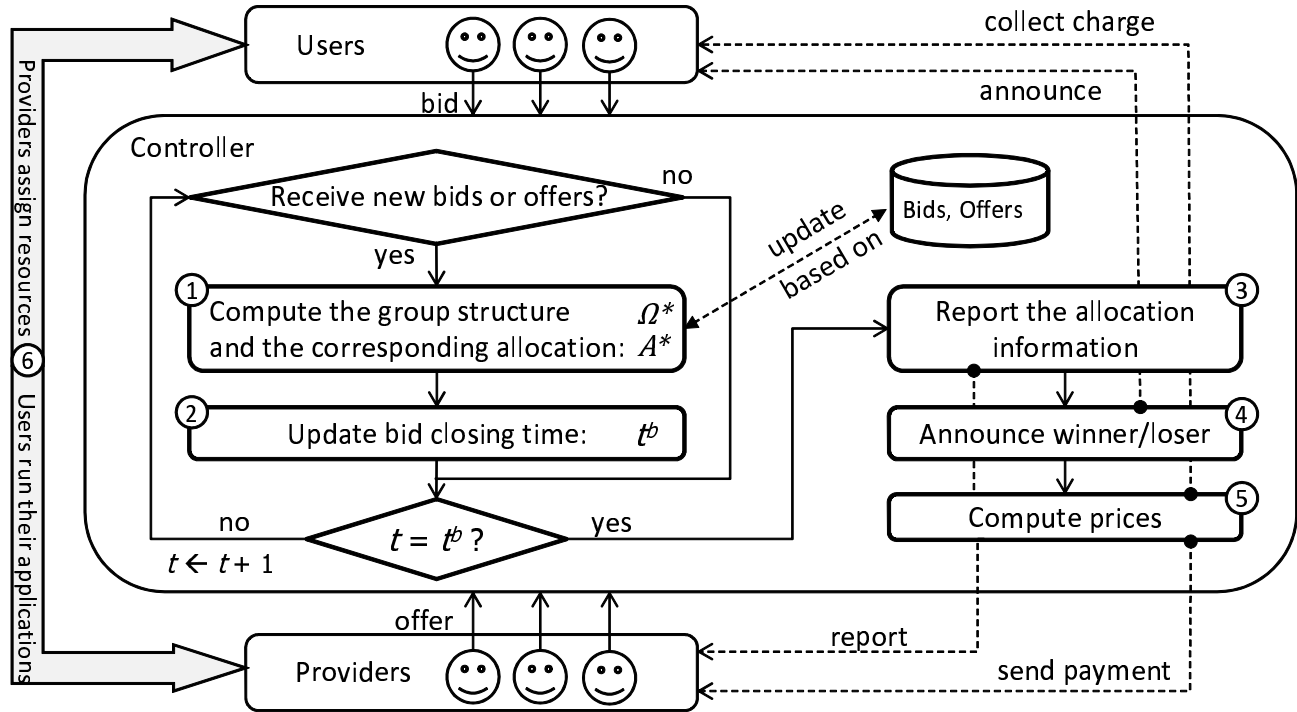 Users
collect charge
announce
bid
Controller
Receive new bids or offers?
no
yes
Bids, Offers
update
based on
1
Compute the group structure Ω*
and the corresponding allocation: A*
2
Update bid closing time: tᵇ
t = tᵇ ?
no
t ← t + 1
yes
3
Report the allocation
information
4
Announce winner/loser
5
Compute prices
offer
Providers
report
send payment
Providers assign resources
6
Users run their applications